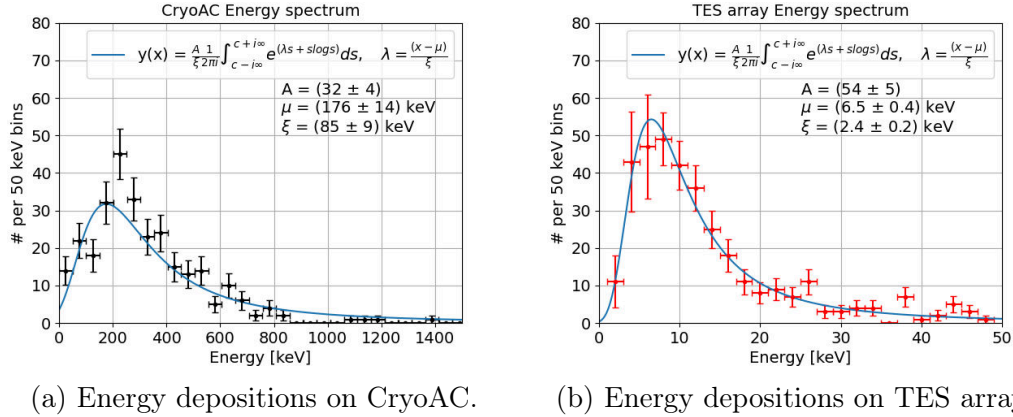 CryoAC Energy spectrum
80
70
60
50
40
30
20
10
0
# per 50 keV bins
y(x) = A/ξ 1/2πi ∫_{c−i∞}^{c+i∞} e^{(λs+slogs)}ds, λ = (x−μ)/ξ
A = (32 ± 4)
μ = (176 ± 14) keV
ξ = (85 ± 9) keV
0 200 400 600 800 1000 1200 1400
Energy [keV]
(a) Energy depositions on CryoAC.
TES array Energy spectrum
80
70
60
50
40
30
20
10
0
# per 50 keV bins
y(x) = A/ξ 1/2πi ∫_{c−i∞}^{c+i∞} e^{(λs+slogs)}ds, λ = (x−μ)/ξ
A = (54 ± 5)
μ = (6.5 ± 0.4) keV
ξ = (2.4 ± 0.2) keV
0 10 20 30 40 50
Energy [keV]
(b) Energy depositions on TES array